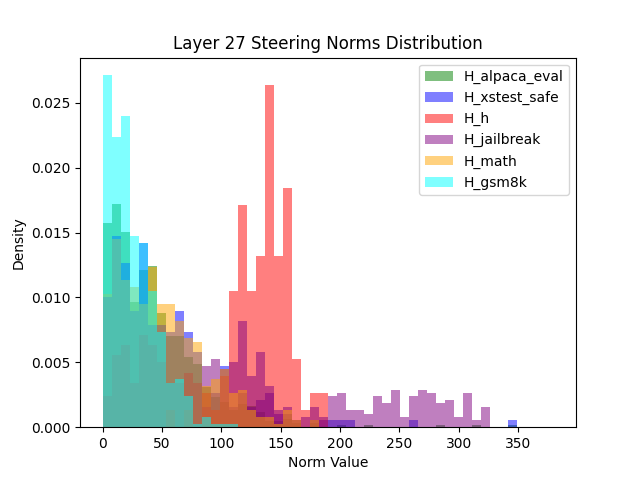 Layer 27 Steering Norms Distribution
H_alpaca_eval
H_xstest_safe
H_h
H_jailbreak
H_math
H_gsm8k
Density
0.025
0.020
0.015
0.010
0.005
0.000
0
50
100
150
200
250
300
350
Norm Value